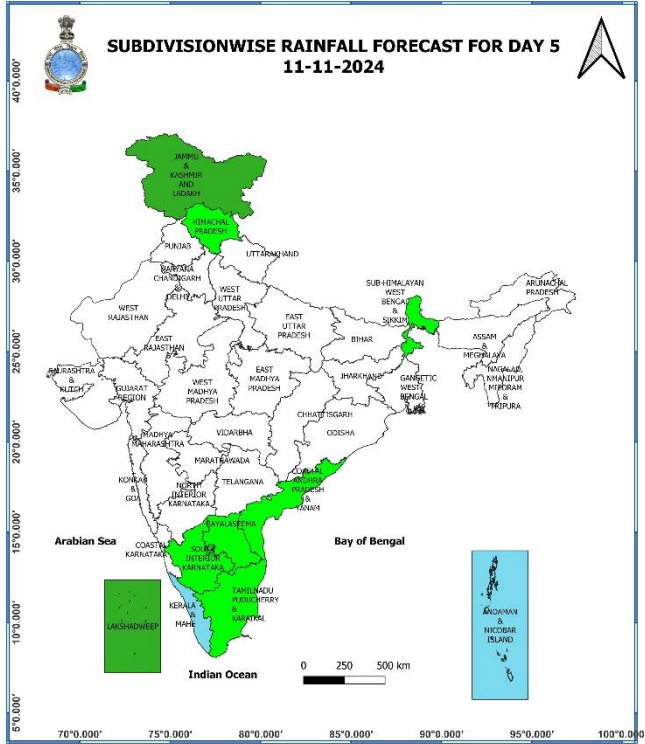 SUBDIVISIONWISE RAINFALL FORECAST FOR DAY 5
11-11-2024
40°0.000'
35°0.000'
30°0.000'
25°0.000'
20°0.000'
15°0.000'
10°0.000'
5°0.000'
JAMMU
&
KASHMIR
AND
LADAKH
HIMACHAL
PRADESH
PUNJAB
UTTARAKHAND
HARYANA
CHANDIGARH
&
DELHI
WEST
UTTAR
PRADESH
SUB-HIMALAYAN
WEST
BENGAL
&
SIKKIM
ARUNACHAL
PRADESH
WEST
RAJASTHAN
EAST
RAJASTHAN
EAST
UTTAR
PRADESH
BIHAR
ASSAM
&
MEGHALAYA
NAGALAD,
NMANIPUR
MIZORAM
&
TRIPURA
SAURASHTRA
&
KUTCH
GUJARAT
REGION
WEST
MADHYA
PRADESH
EAST
MADHYA
PRADESH
JHARKHAND
GANGETIC
WEST
BENGAL
CHHATTISGARH
ODISHA
MADHYA
MAHARASHTRA
VIDARBHA
MARATHWADA
TELANGANA
KONKAN
&
GOA
NORTH
INTERIOR
KARNATAKA
COASTAL
ANDHRA
PRADESH
&
YANAM
RAYALASEEMA
Arabian Sea
COASTAL
KARNATAKA
SOUTH
INTERIOR
KARNATAKA
Bay of Bengal
TAMILNADU
PUDUCHERRY
&
KARAIKAL
KERALA
&
MAHE
LAKSHADWEEP
ANDAMAN
&
NICOBAR
ISLAND
Indian Ocean
0 250 500 km
70°0.000' 75°0.000' 80°0.000' 85°0.000' 90°0.000' 95°0.000' 100°0.000'